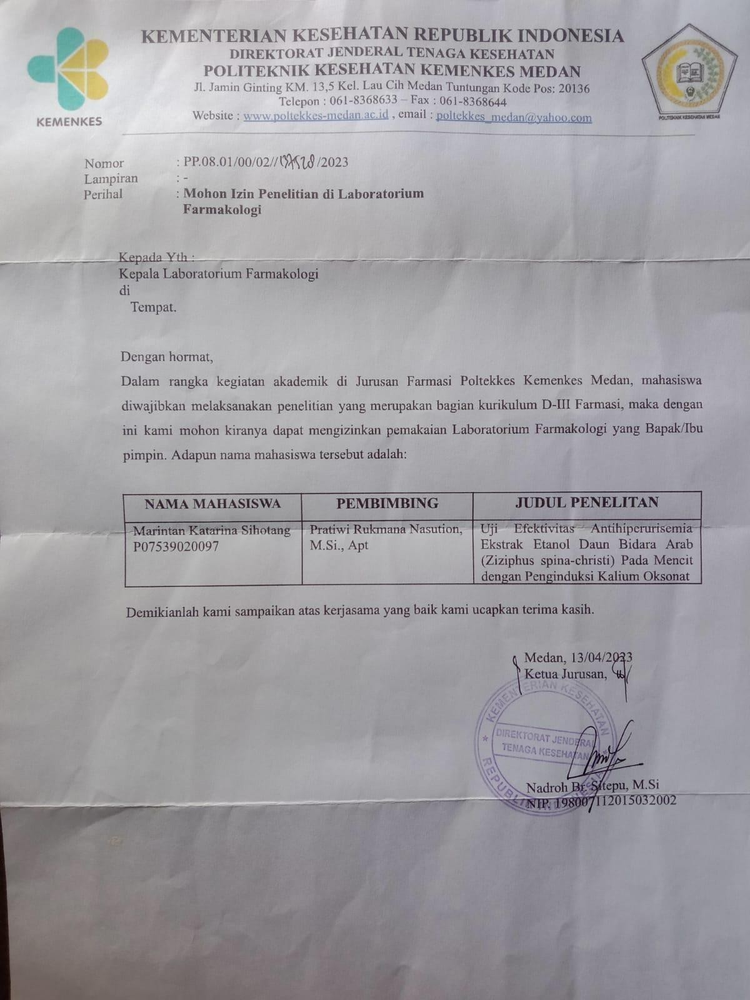 KEMENTERIAN KESEHATAN REPUBLIK INDONESIA
DIREKTORAT JENDERAL TENAGA KESEHATAN
POLITEKNIK KESEHATAN KEMENKES MEDAN
Jl. Jamin Ginting KM. 13,5 Kel. Lau Cih Medan Tuntungan Kode Pos: 20136
Telepon : 061-8368633 – Fax : 061-8368644
Website : www.poltekkes-medan.ac.id , email : poltekkes_medan@yahoo.com
KEMENKES
POLITEKNIK KESEHATAN MEDAN
Nomor : PP.08.01/00/02// /2023
Lampiran : -
Perihal : Mohon Izin Penelitian di Laboratorium
Farmakologi
Kepada Yth :
Kepala Laboratorium Farmakologi
di
Tempat.
Dengan hormat,
Dalam rangka kegiatan akademik di Jurusan Farmasi Poltekkes Kemenkes Medan, mahasiswa
diwajibkan melaksanakan penelitian yang merupakan bagian kurikulum D-III Farmasi, maka dengan
ini kami mohon kiranya dapat mengizinkan pemakaian Laboratorium Farmakologi yang Bapak/Ibu
pimpin. Adapun nama mahasiswa tersebut adalah:
NAMA MAHASISWA PEMBIMBING JUDUL PENELITAN
Marintan Katarina Sihotang Pratiwi Rukmana Nasution, Uji Efektivitas Antihiperurisemia
P07539020097 M.Si., Apt Ekstrak Etanol Daun Bidara Arab
(Ziziphus spina-christi) Pada Mencit
dengan Penginduksi Kalium Oksonat
Demikianlah kami sampaikan atas kerjasama yang baik kami ucapkan terima kasih.
Medan, 13/04/2023
Ketua Jurusan,
KEMENTERIAN KESEHATAN
DIREKTORAT JENDERAL
TENAGA KESEHATAN
REPUBLIK INDONESIA
Nadroh Br. Sitepu, M.Si
NIP. 198007112015032002